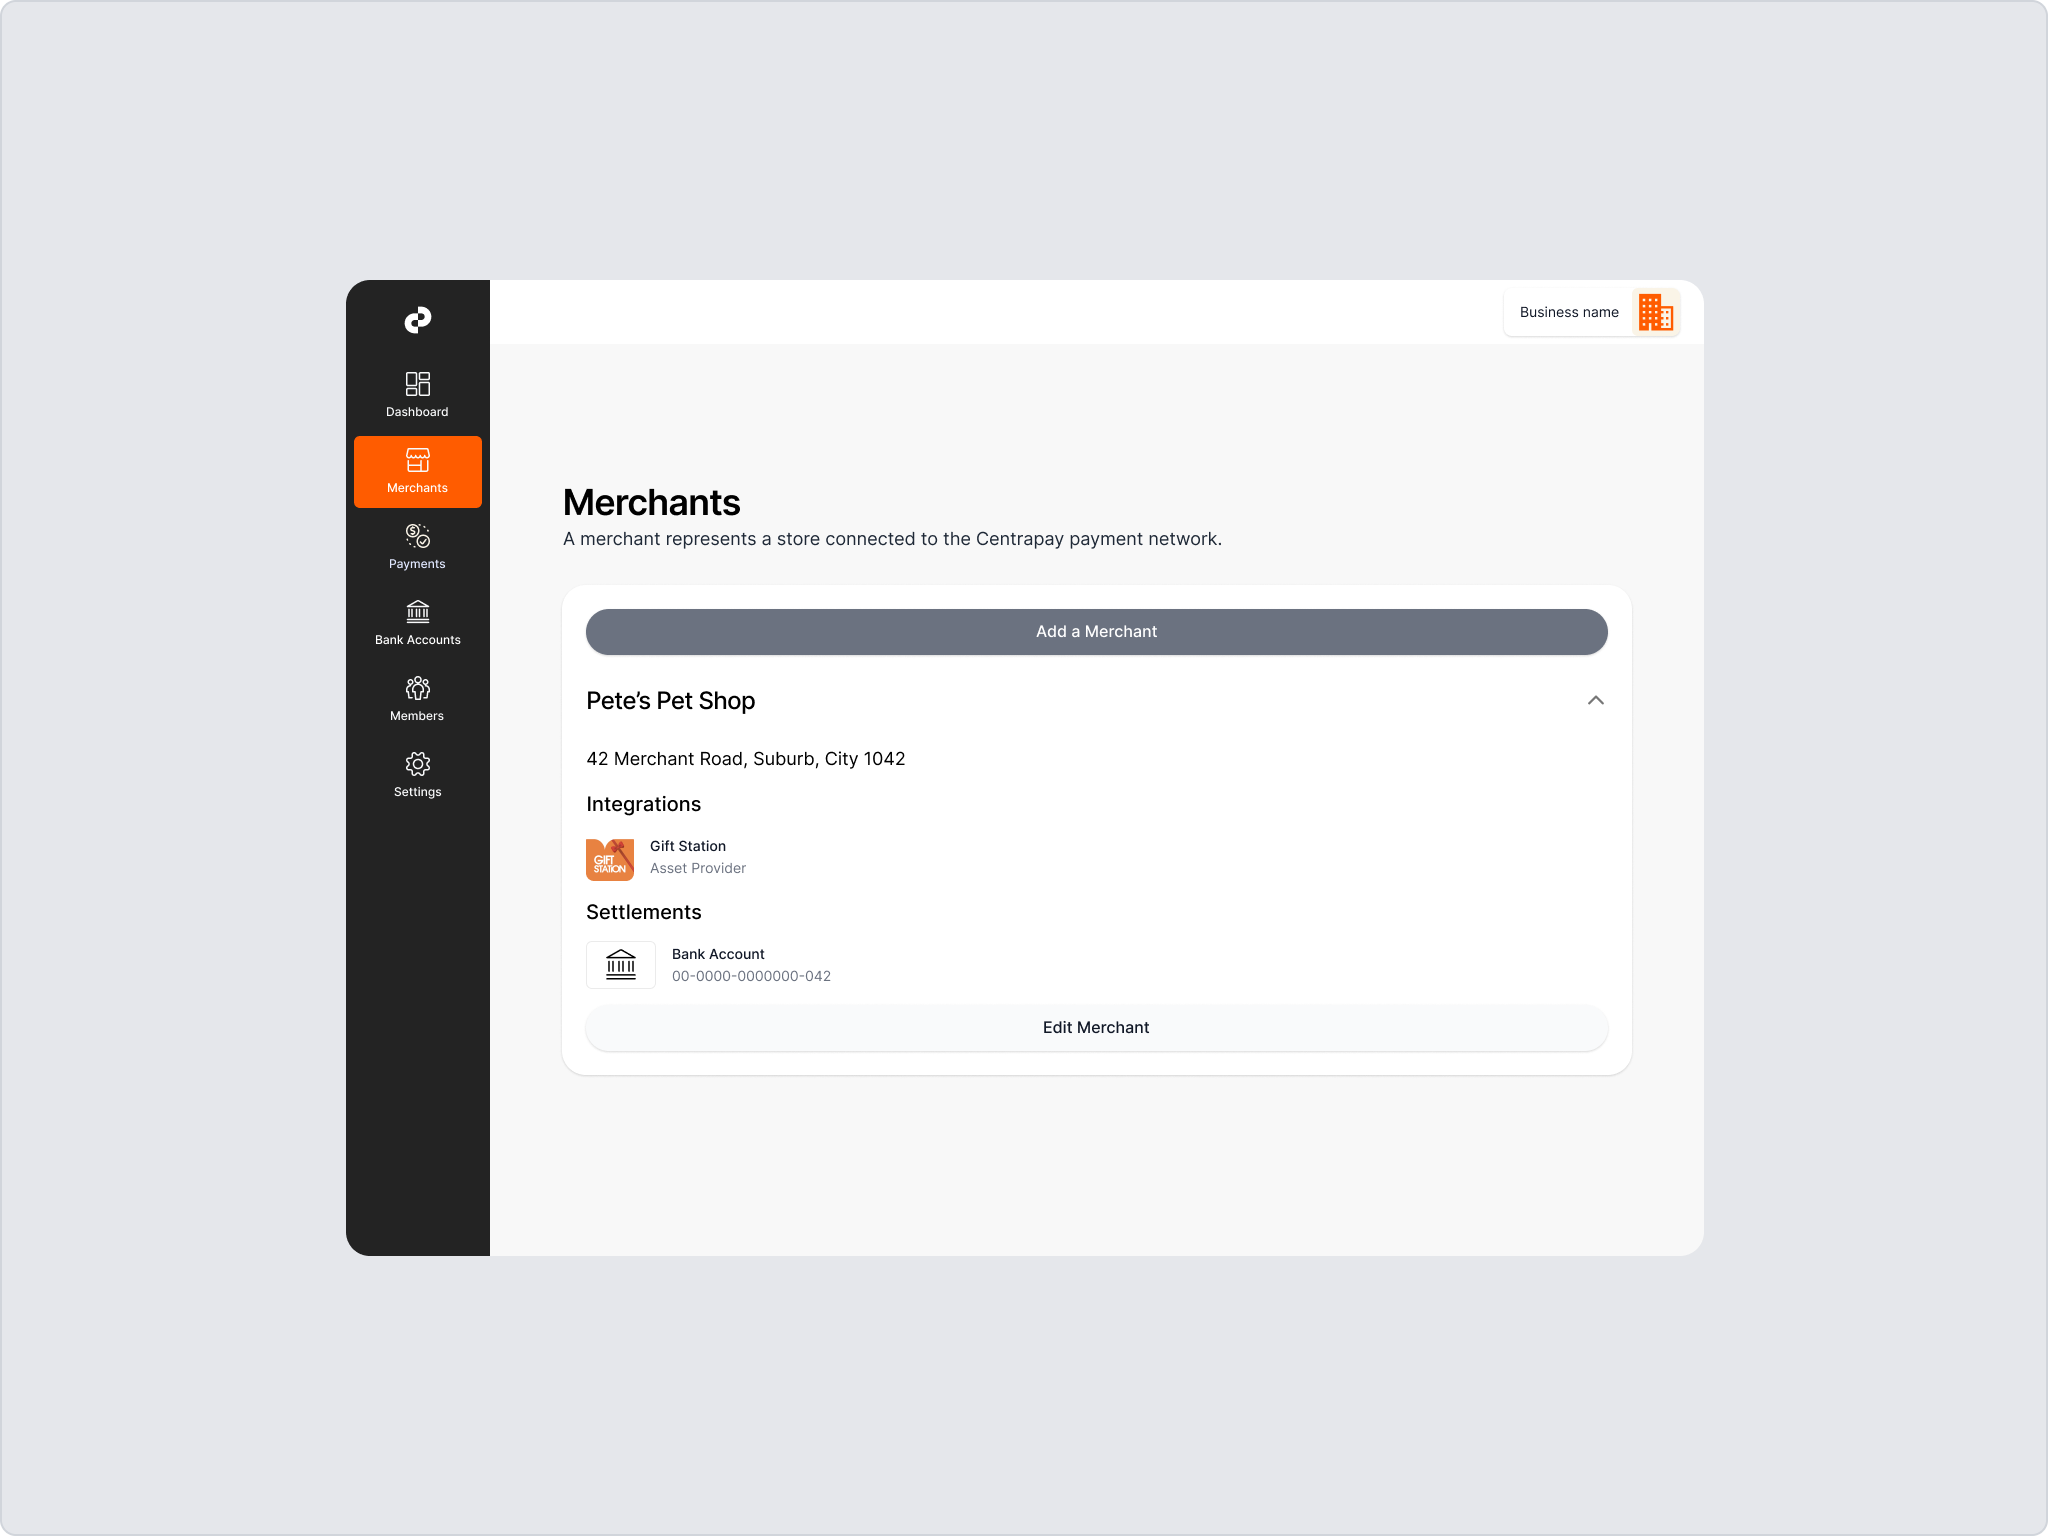 Business name
Dashboard
Merchants
Payments
Bank Accounts
Members
Settings
Merchants
A merchant represents a store connected to the Centrapay payment network.
Add a Merchant
Pete’s Pet Shop
42 Merchant Road, Suburb, City 1042
Integrations
GIFT
STATION
Gift Station
Asset Provider
Settlements
Bank Account
00-0000-0000000-042
Edit Merchant